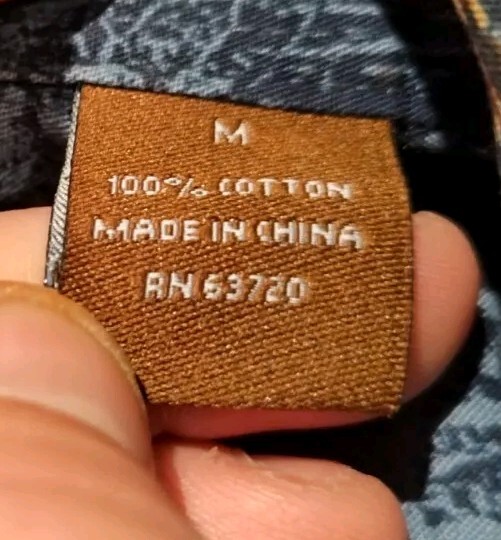 M
100% COTTON
MADE IN CHINA
RN 63720